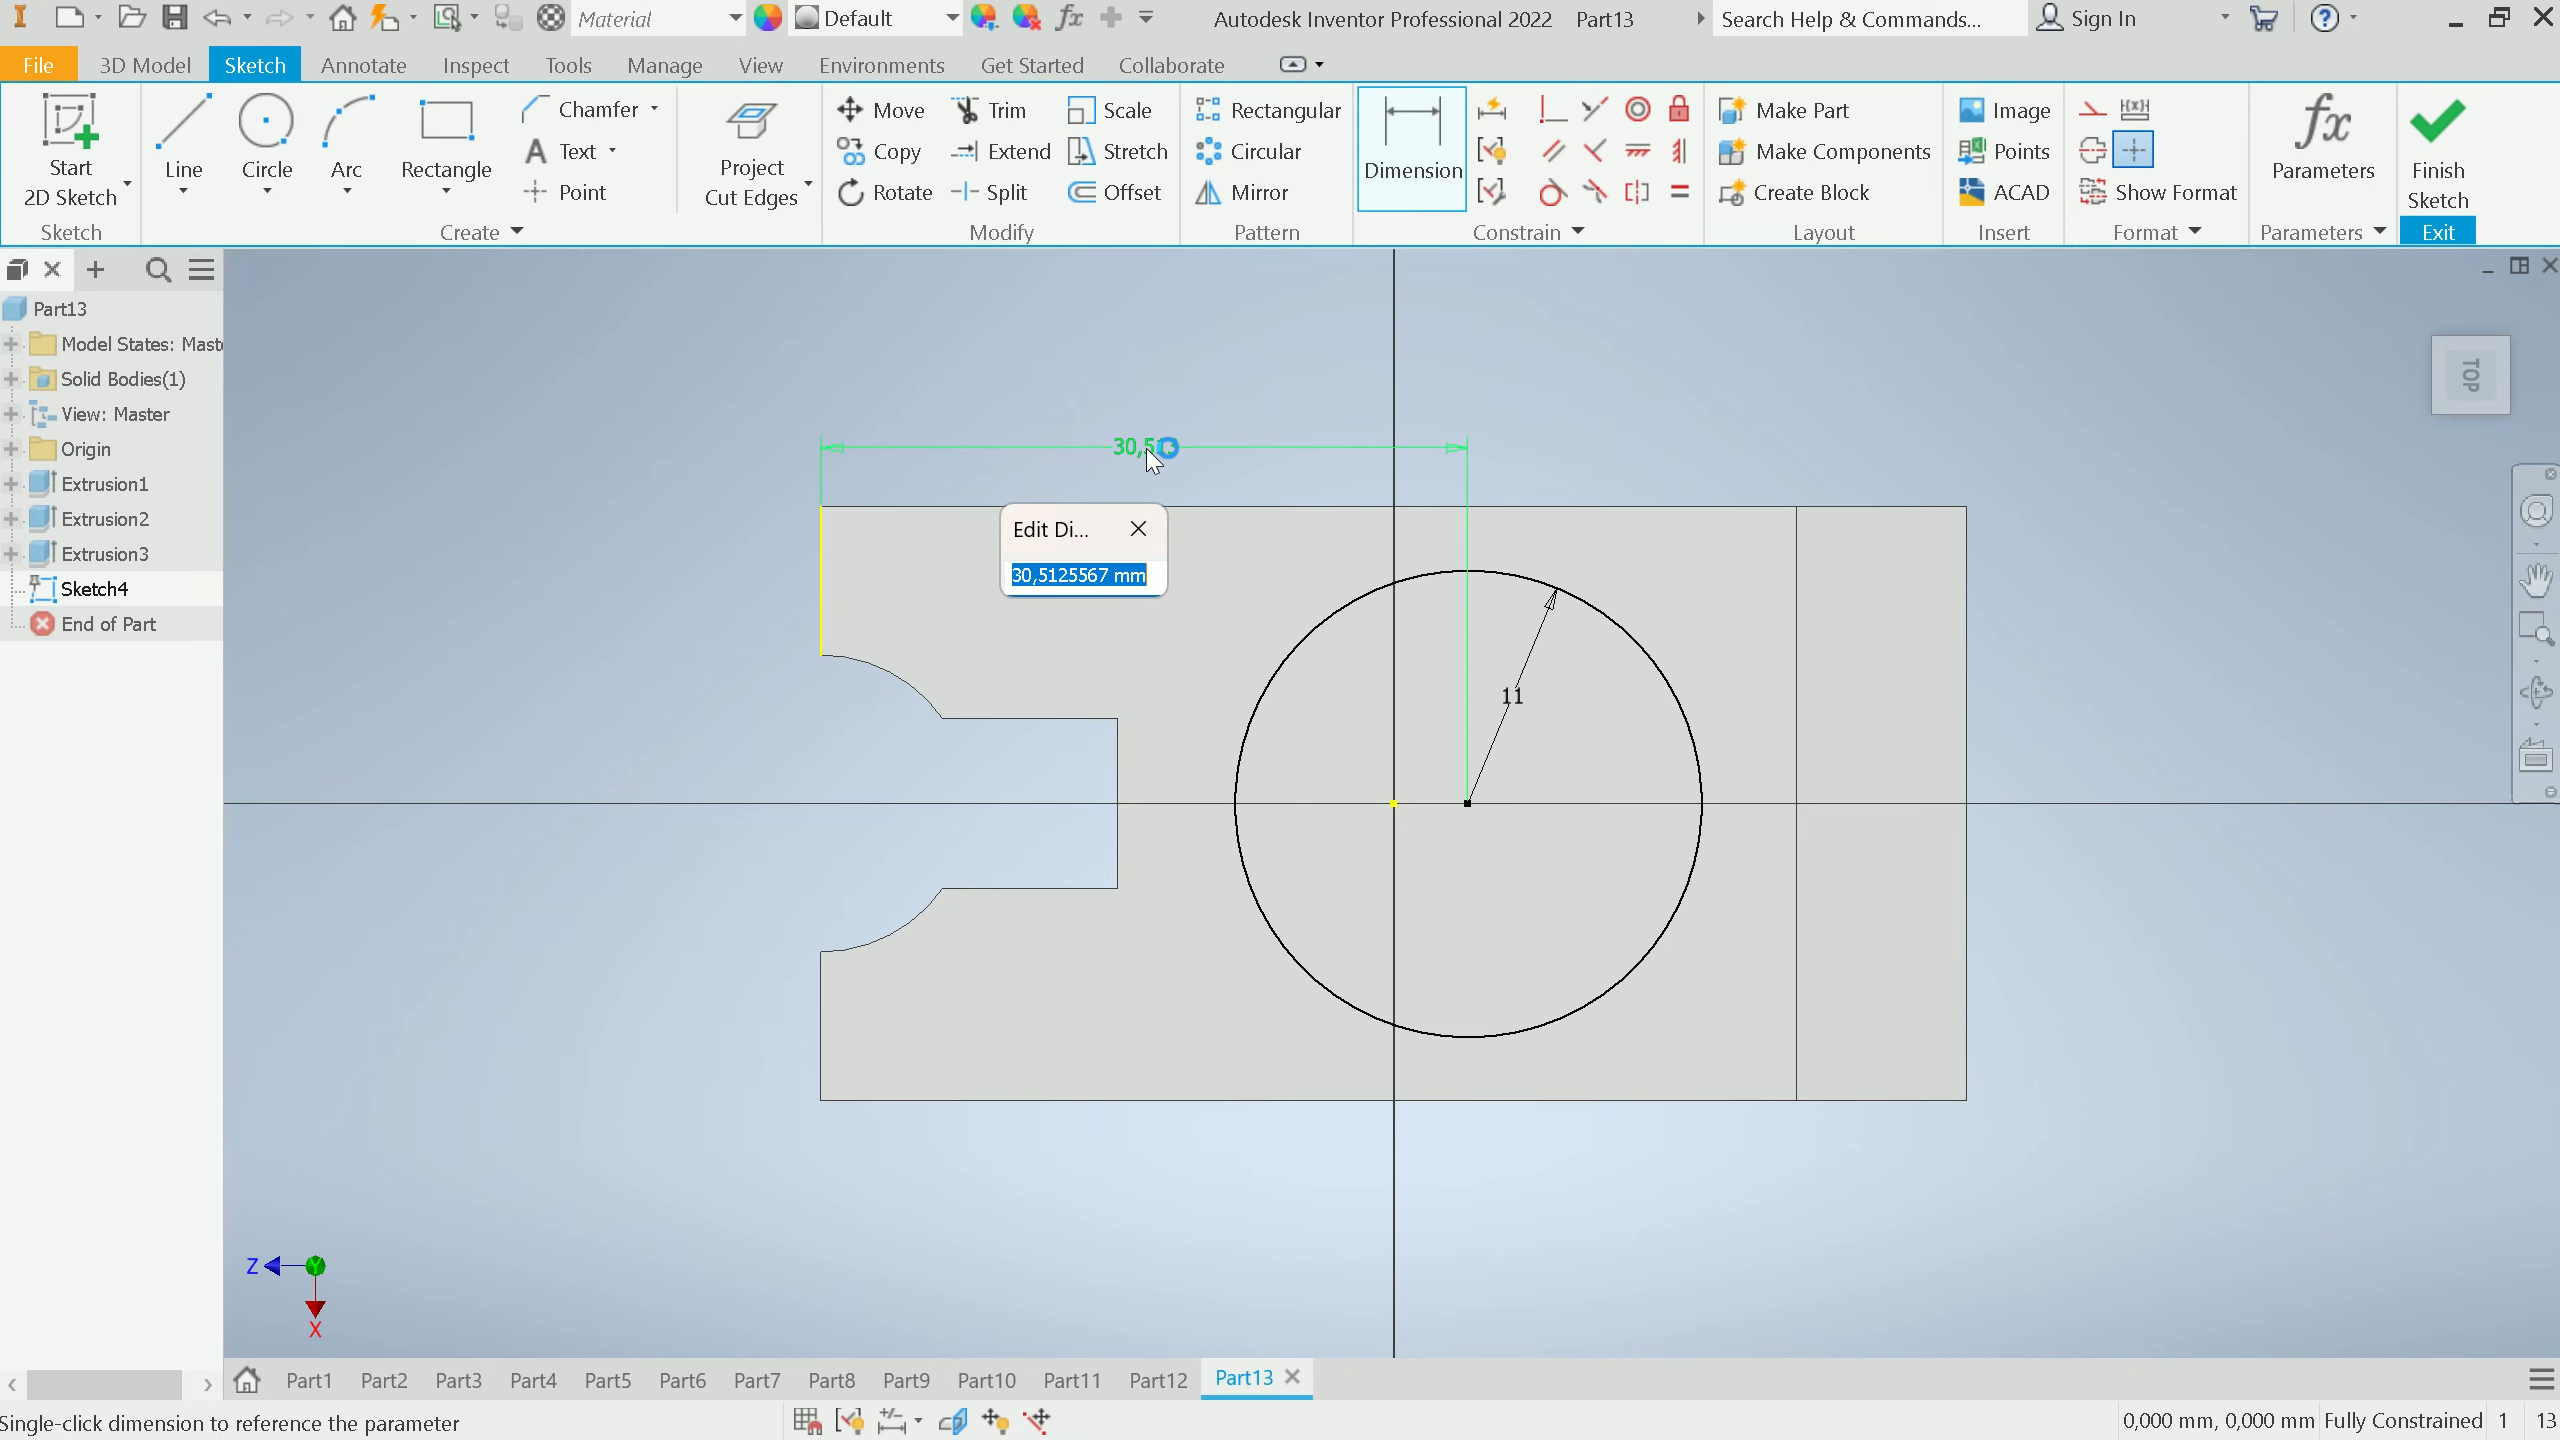 Material
Default
fx
Autodesk Inventor Professional 2022 Part13
Search Help & Commands...
Sign In
File
3D Model
Sketch
Annotate
Inspect
Tools
Manage
View
Environments
Get Started
Collaborate
Start
2D Sketch
Line
Circle
Arc
Rectangle
Chamfer
Text
Point
Project
Cut Edges
Move
Copy
Rotate
Trim
Extend
Split
Scale
Stretch
Offset
Rectangular
Circular
Mirror
Dimension
Make Part
Make Components
Create Block
Image
Points
ACAD
Show Format
fx
Parameters
Finish
Sketch
Sketch
Create
Modify
Pattern
Constrain
Layout
Insert
Format
Parameters
Exit
Part13
Model States: Mast
Solid Bodies(1)
View: Master
Origin
Extrusion1
Extrusion2
Extrusion3
Sketch4
End of Part
TOP
Edit Di...
30,5125567 mm
11
Z
Y
X
Part1
Part2
Part3
Part4
Part5
Part6
Part7
Part8
Part9
Part10
Part11
Part12
Part13
Single-click dimension to reference the parameter
0,000 mm, 0,000 mm
Fully Constrained
1
13